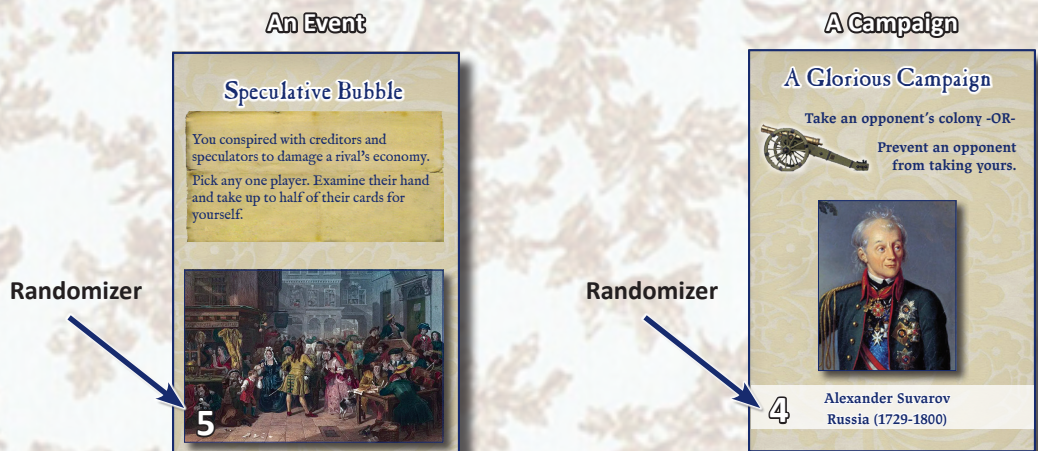 An Event
Speculative Bubble
You conspired with creditors and
speculators to damage a rival's economy.
Pick any one player. Examine their hand
and take up to half of their cards for
yourself.
Randomizer
5
A Campaign
A Glorious Campaign
Take an opponent's colony -OR-
Prevent an opponent
from taking yours.
Randomizer
4
Alexander Suvarov
Russia (1729-1800)